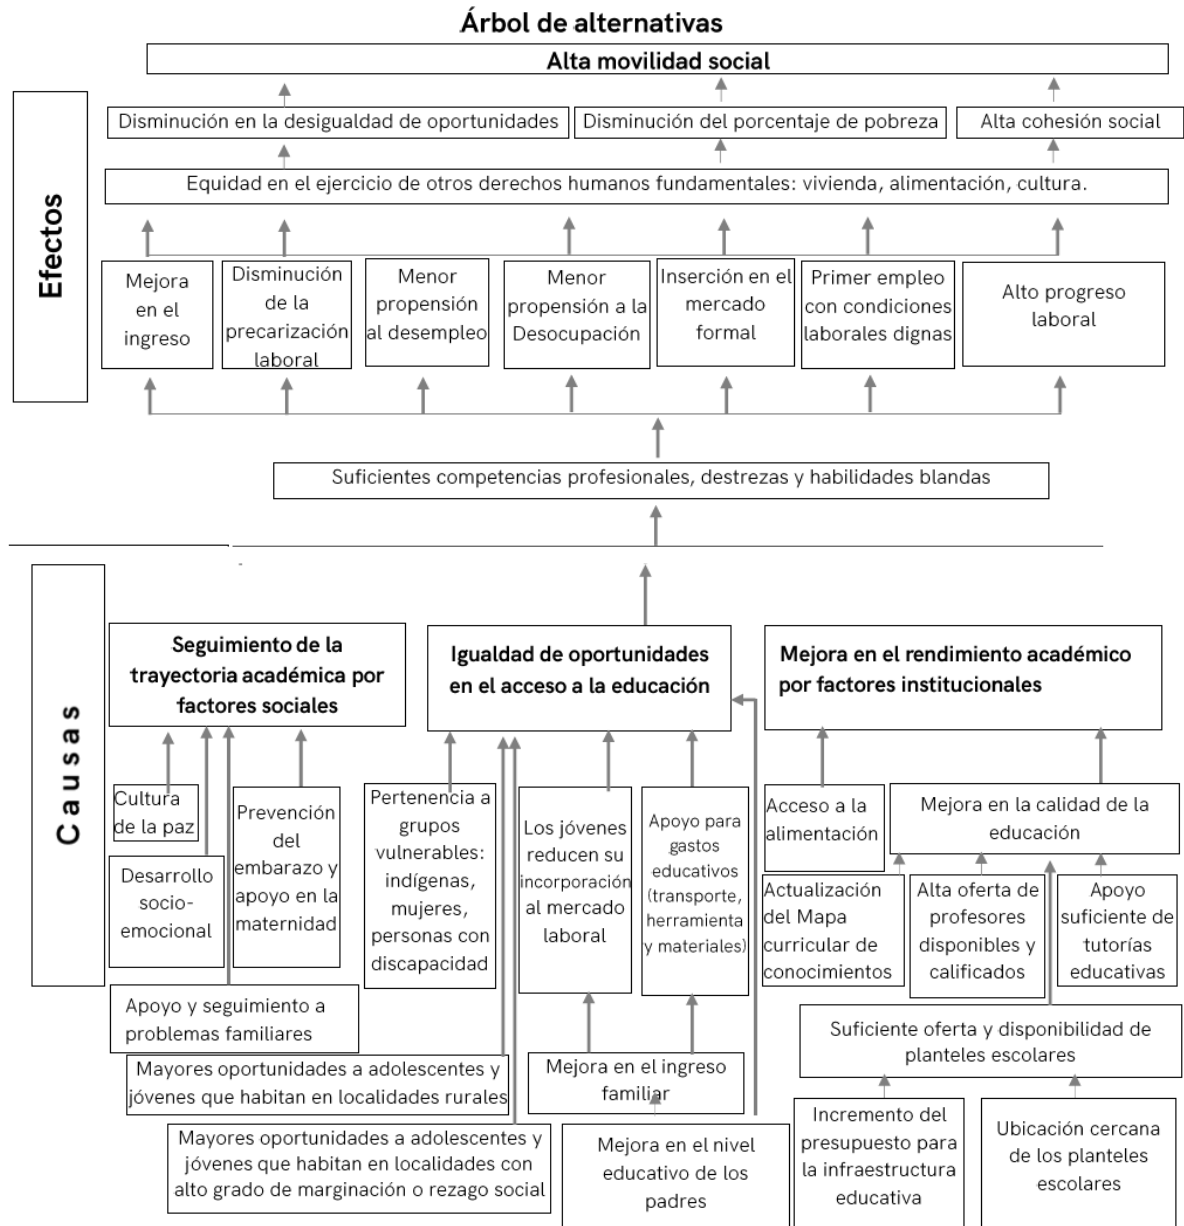 Árbol de alternativas
Alta movilidad social
Efectos
Disminución en la desigualdad de oportunidades
Disminución del porcentaje de pobreza
Alta cohesión social
Equidad en el ejercicio de otros derechos humanos fundamentales: vivienda, alimentación, cultura.
Mejora
en el
ingreso
Disminución
de la
precarización
laboral
Menor
propensión
al desempleo
Menor
propensión a la
Desocupación
Inserción en el
mercado
formal
Primer empleo
con condiciones
laborales dignas
Alto progreso
laboral
Suficientes competencias profesionales, destrezas y habilidades blandas
Causas
Seguimiento de la
trayectoria académica por
factores sociales
Igualdad de oportunidades
en el acceso a la educación
Mejora en el rendimiento académico
por factores institucionales
Cultura
de la paz
Desarrollo
socio-
emocional
Prevención
del
embarazo y
apoyo en la
maternidad
Apoyo y seguimiento a
problemas familiares
Pertenencia a
grupos
vulnerables:
indígenas,
mujeres,
personas con
discapacidad
Los jóvenes
reducen su
incorporación
al mercado
laboral
Apoyo para
gastos
educativos
(transporte,
herramienta
y materiales)
Acceso a la
alimentación
Mejora en la calidad de la
educación
Actualización
del Mapa
curricular de
conocimientos
Alta oferta de
profesores
disponibles y
calificados
Apoyo
suficiente de
tutorías
educativas
Suficiente oferta y disponibilidad de
planteles escolares
Mayores oportunidades a adolescentes y
jóvenes que habitan en localidades rurales
Mejora en el ingreso
familiar
Mayores oportunidades a adolescentes y
jóvenes que habitan en localidades con
alto grado de marginación o rezago social
Mejora en el nivel
educativo de los
padres
Incremento del
presupuesto para
la infraestructura
educativa
Ubicación cercana
de los planteles
escolares